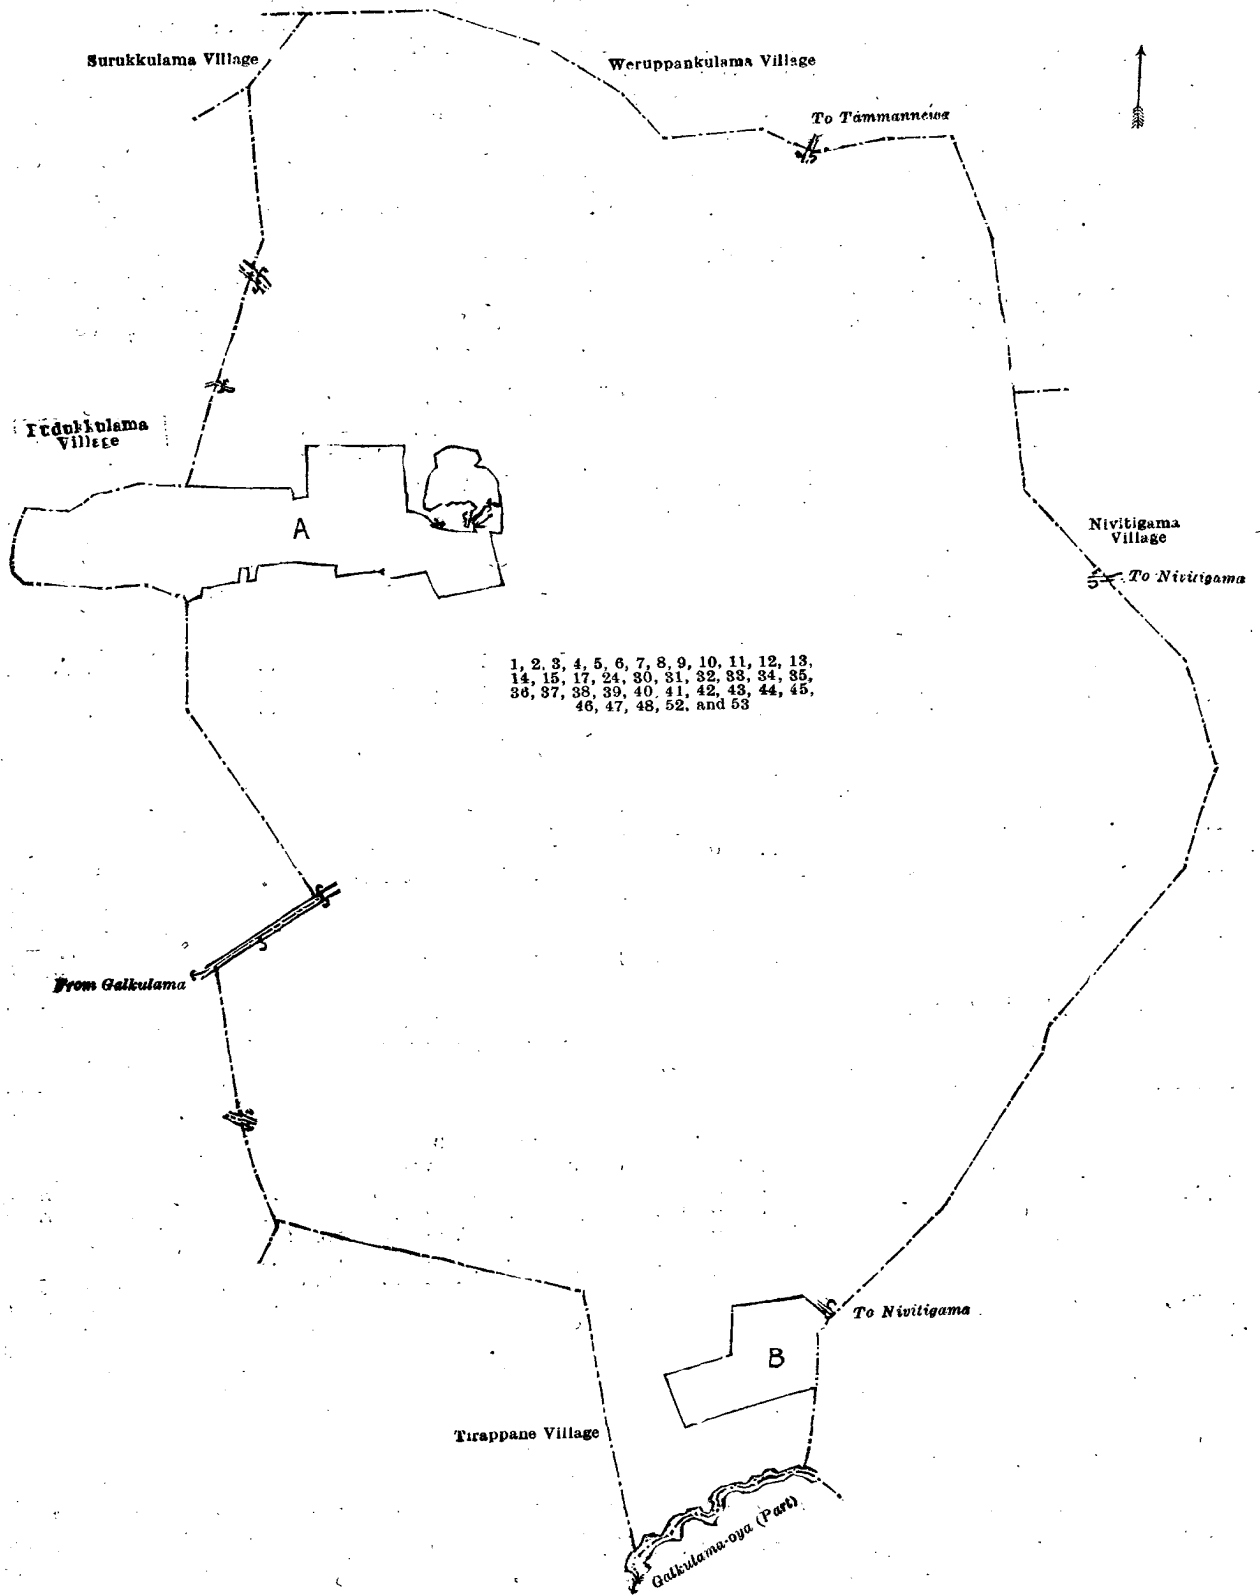 Surukkulama Village
Weruppankulama Village
To Tammannewa
Village
A
Nivitigama
Village
To Nivitigama
1, 2, 3, 4, 5, 6, 7, 8, 9, 10, 11, 12, 13,
14, 15, 17, 24, 30, 31, 32, 33, 34, 35,
36, 37, 38, 39, 40, 41, 42, 43, 44, 45,
46, 47, 48, 52, and 53
From Galkulama
To Nivitigama
B
Tirappane Village
Galkulama-oya (Part)